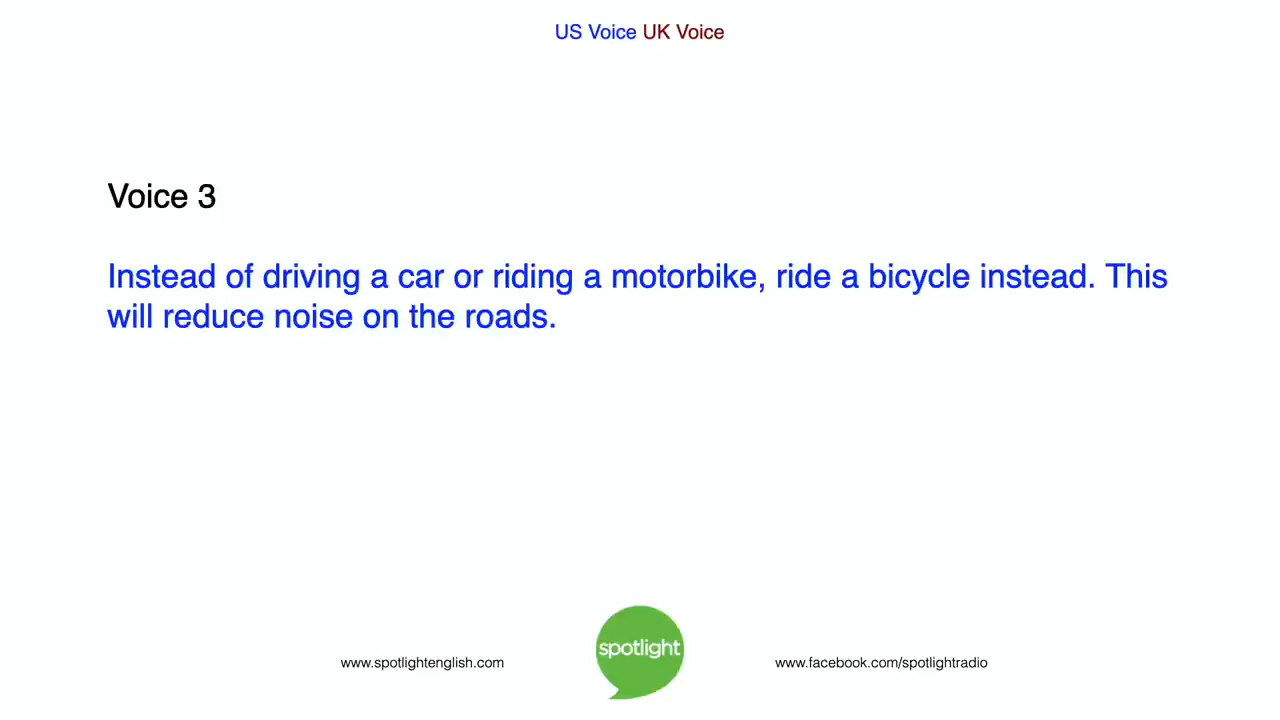 US Voice UK Voice
Voice 3
Instead of driving a car or riding a motorbike, ride a bicycle instead. This
will reduce noise on the roads.
www.spotlightenglish.com
spotlight
www.facebook.com/spotlightradio